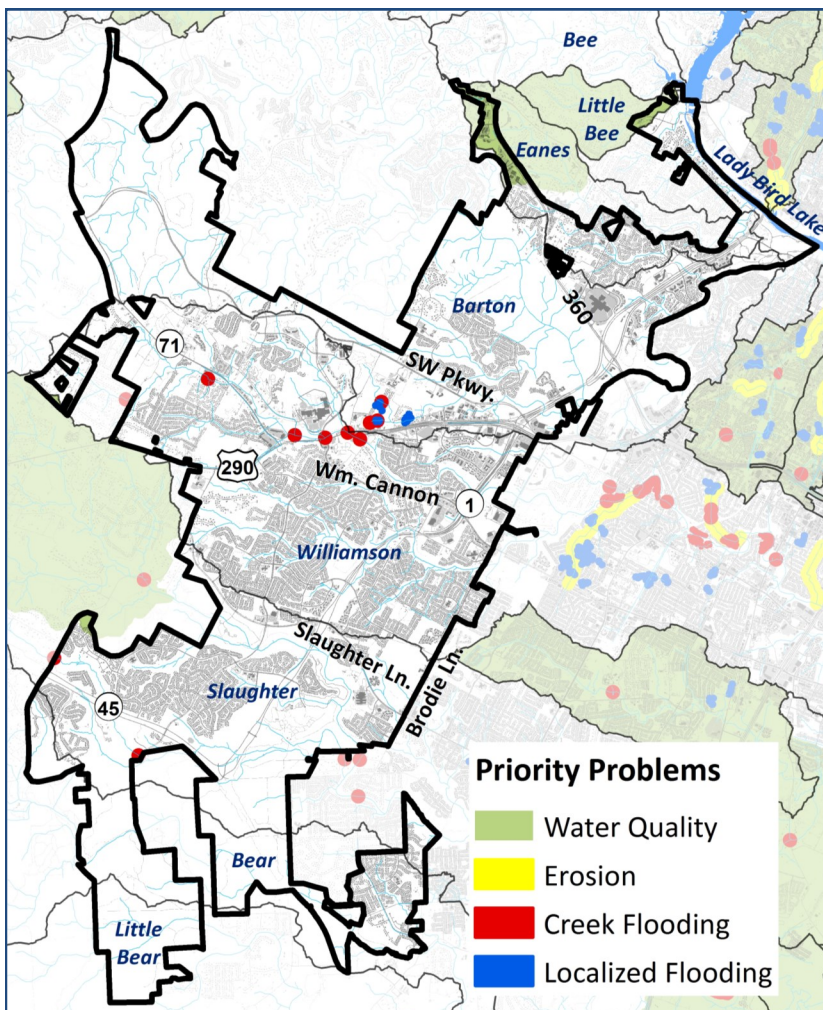 Bee
Little
Bee
Eanes
Lady Bird Lake
Barton
360
71
SW Pkwy.
290
Wm. Cannon
1
Williamson
Slaughter Ln.
Brodie Ln.
Slaughter
45
Bear
Little
Bear
Priority Problems
Water Quality
Erosion
Creek Flooding
Localized Flooding